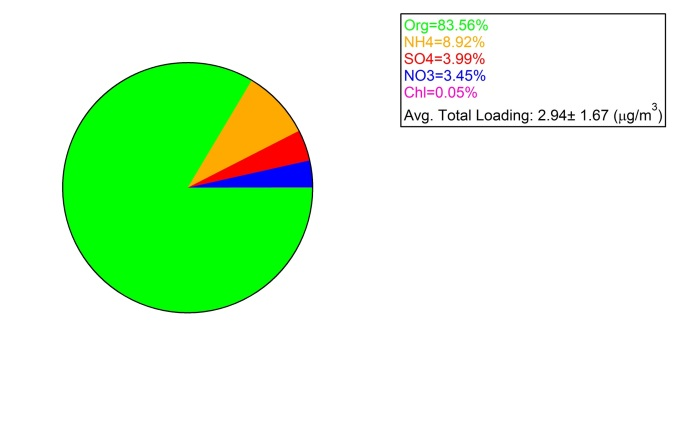 Org=83.56%
NH4=8.92%
SO4=3.99%
NO3=3.45%
Chl=0.05%
Avg. Total Loading: 2.94± 1.67 (μg/m³)